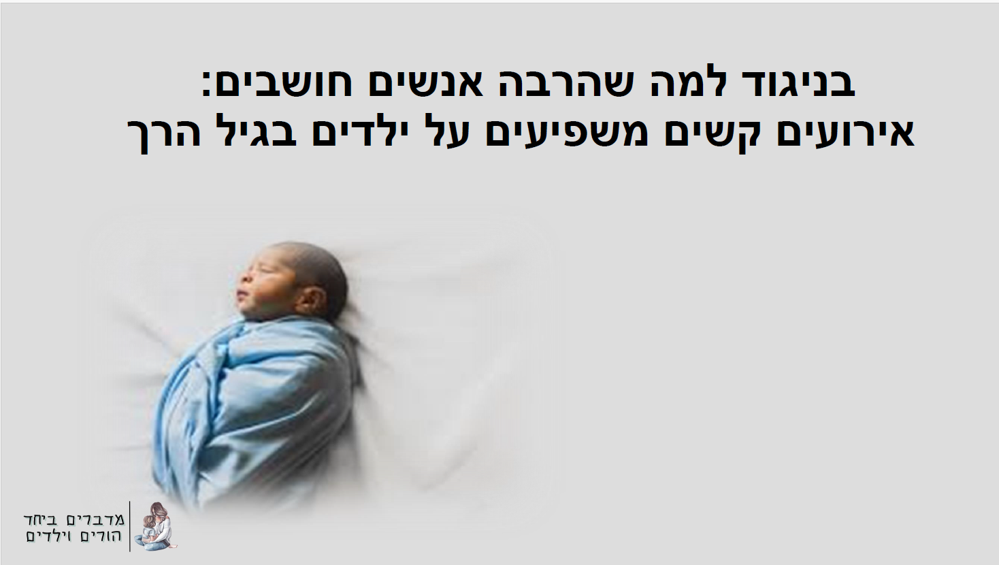 בניגוד למה שהרבה אנשים חושבים:
אירועים קשים משפיעים על ילדים בגיל הרך
מדברים ביחד
הורים וילדים